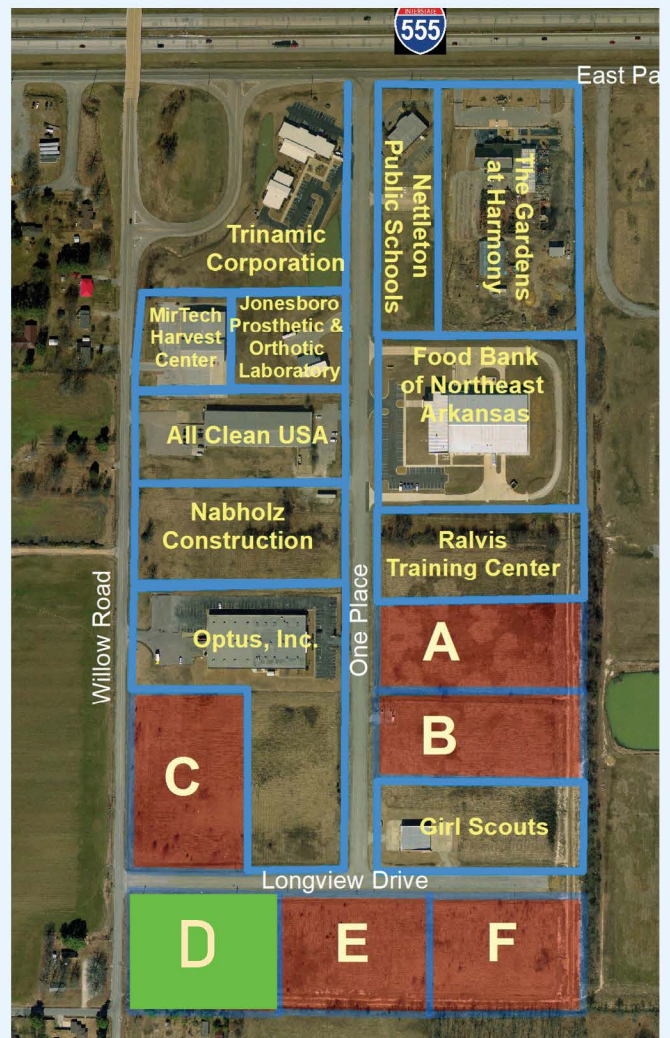 INTERSTATE
555
East Pa
Nettleton
Public Schools
The Gardens
at Harmony
Trinamic
Corporation
MirTech
Harvest
Center
Jonesboro
Prosthetic &
Orthotic
Laboratory
Food Bank
of Northeast
Arkansas
All Clean USA
Nabholz
Construction
Ralvis
Training Center
Willow Road
One Place
Optus, Inc.
A
B
C
Girl Scouts
Longview Drive
D
E
F